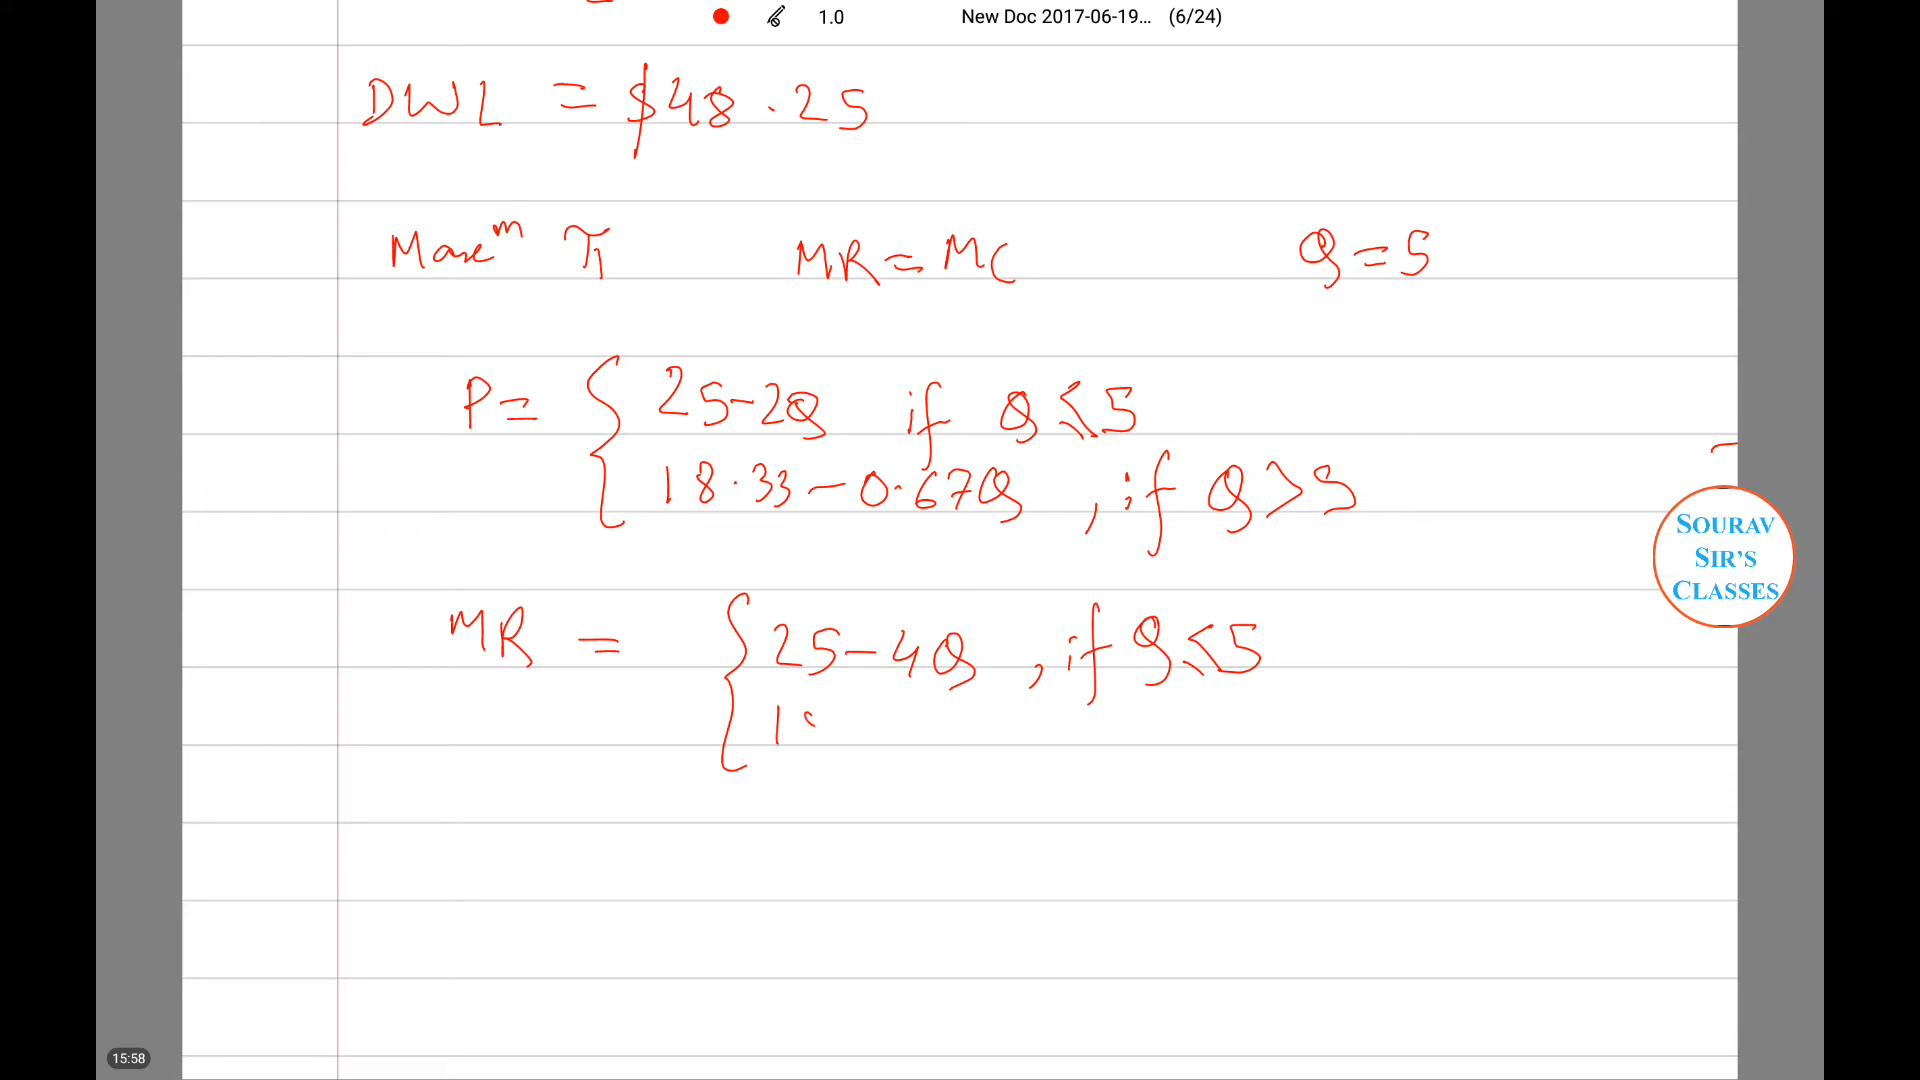 1.0 New Doc 2017-06-19... (6/24)
DWL = $48.25
Maxᵐ π MR = MC Q = 5
P = { 25-2Q if Q ≤ 5
18.33-0.67Q , if Q > 5
MR = { 25-4Q , if Q ≤ 5
1
SOURAV
SIR'S
CLASSES
15:58